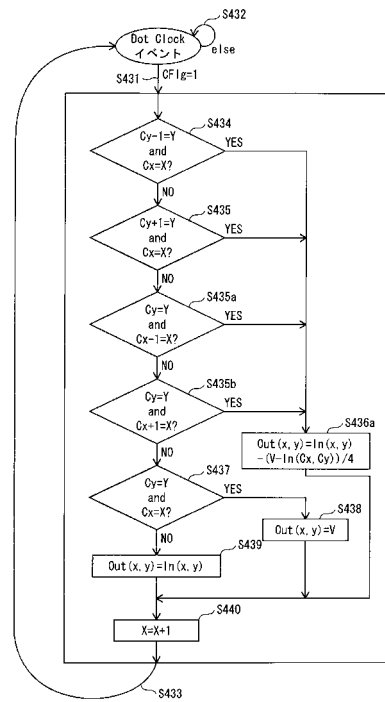 S432
Dot Clock
イベント
else
S431
CFlg=1
S434
Cy-1=Y
and
Cx=X?
YES
NO
S435
Cy+1=Y
and
Cx=X?
YES
NO
S435a
Cy=Y
and
Cx-1=X?
YES
NO
S435b
Cy=Y
and
Cx+1=X?
YES
NO
S436a
Out(x,y)=In(x,y)
-(V-In(Cx,Cy))/4
S437
Cy=Y
and
Cx=X?
YES
NO
S438
Out(x,y)=V
S439
Out(x,y)=In(x,y)
S440
X=X+1
S433